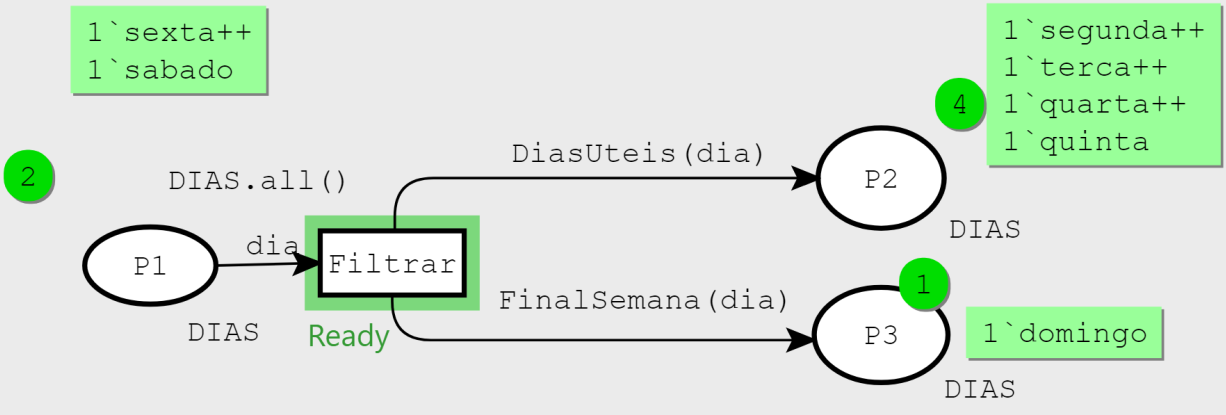 1`sexta++
1`sabado
2
DIAS.all()
P1
dia
DIAS
Filtrar
Ready
DiasUteis(dia)
FinalSemana(dia)
1`segunda++
1`terca++
1`quarta++
1`quinta
4
P2
DIAS
1
P3
1`domingo
DIAS